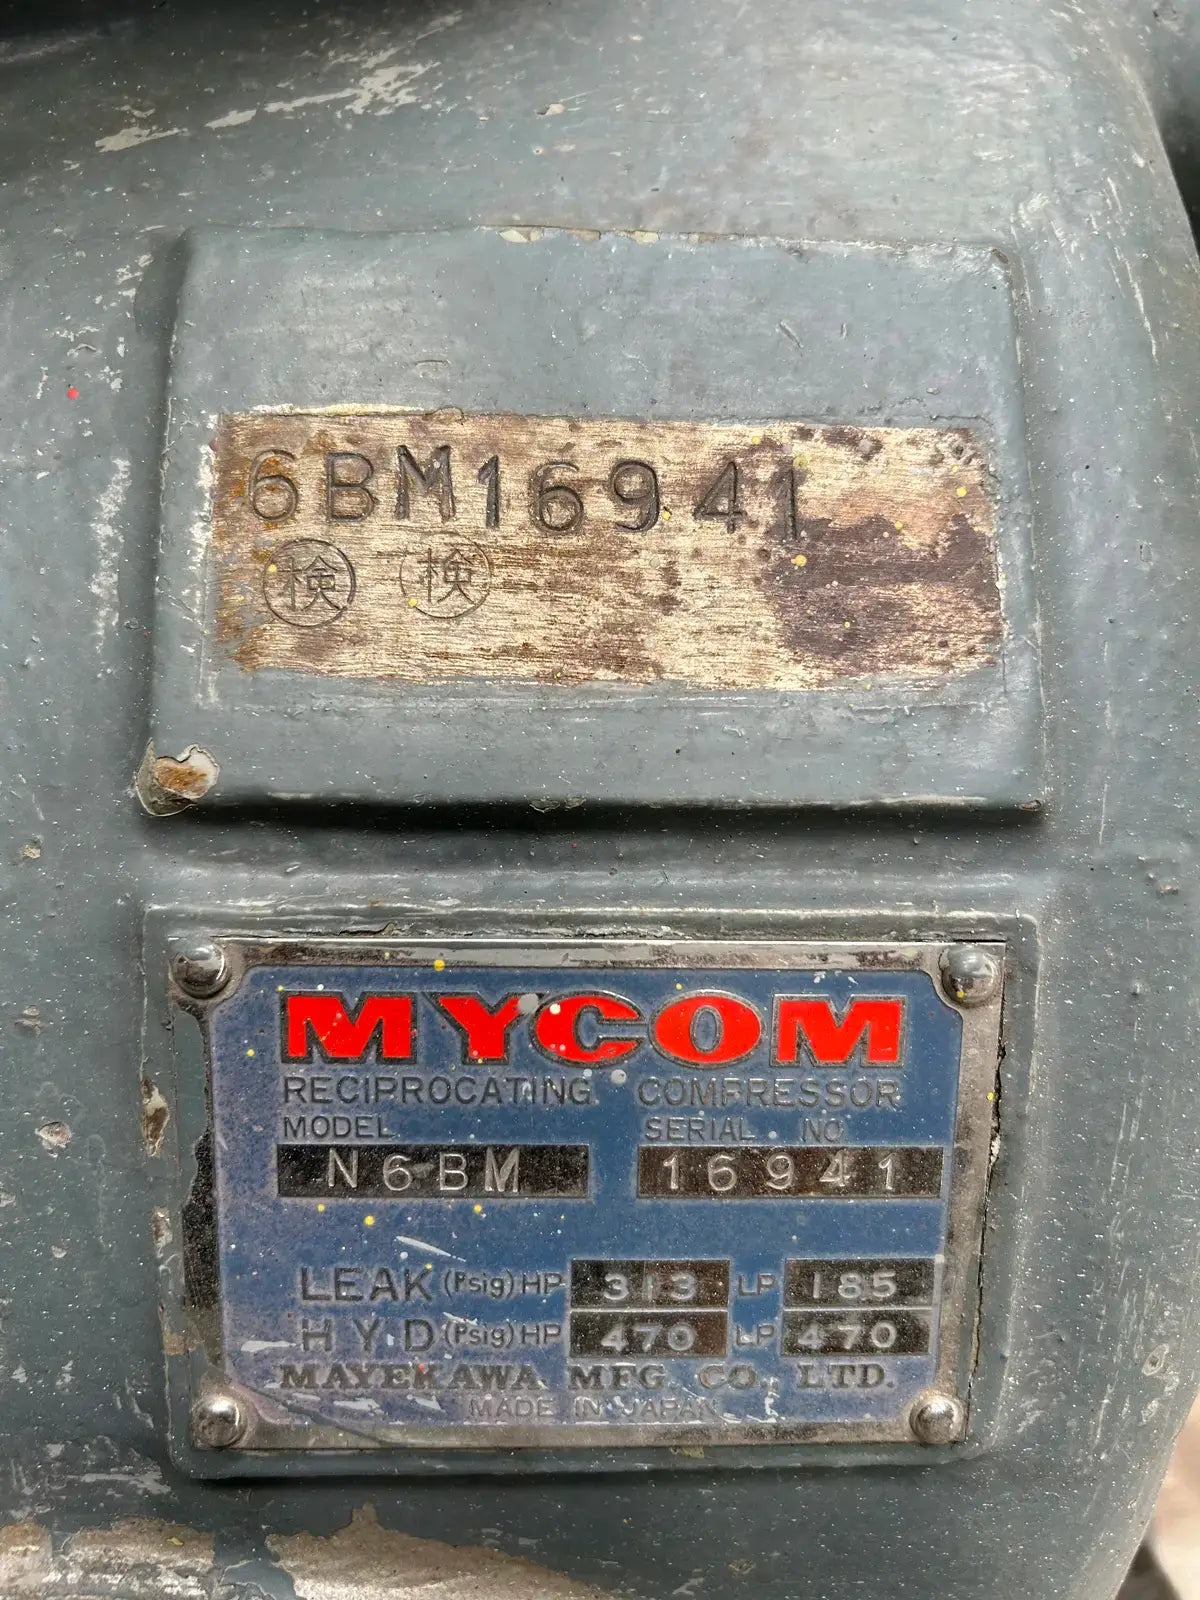 6BM16941
検 検
MYCOM
RECIPROCATING COMPRESSOR
MODEL SERIAL NO.
N6BM 16941
LEAK (Psig) HP 313 LP 185
HYD (Psig) HP 470 LP 470
MAYEKAWA MFG. CO., LTD.
MADE IN JAPAN